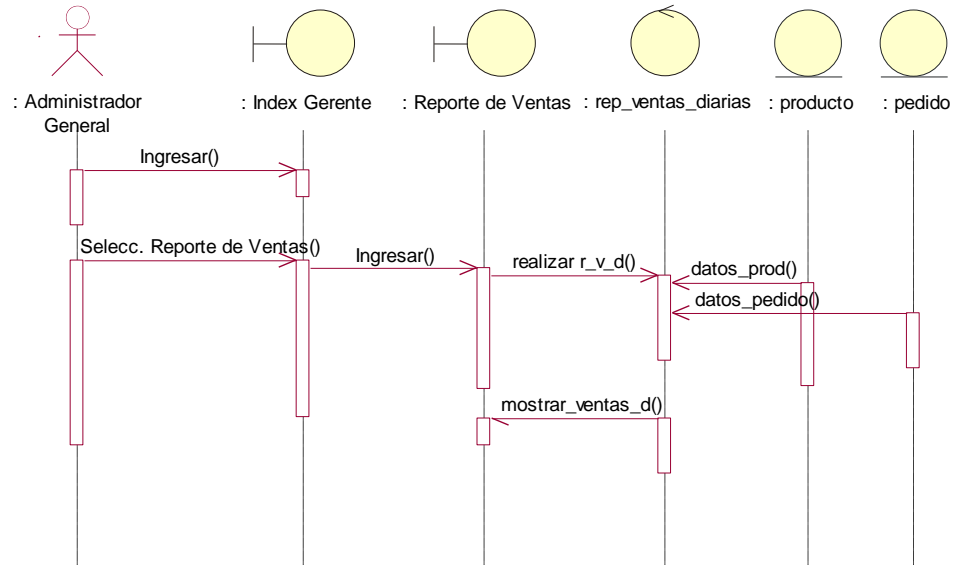 : Administrador
General
: Index Gerente
: Reporte de Ventas
: rep_ventas_diarias
: producto
: pedido
Ingresar()
Selecc. Reporte de Ventas()
Ingresar()
realizar r_v_d()
datos_prod()
datos_pedido()
mostrar_ventas_d()